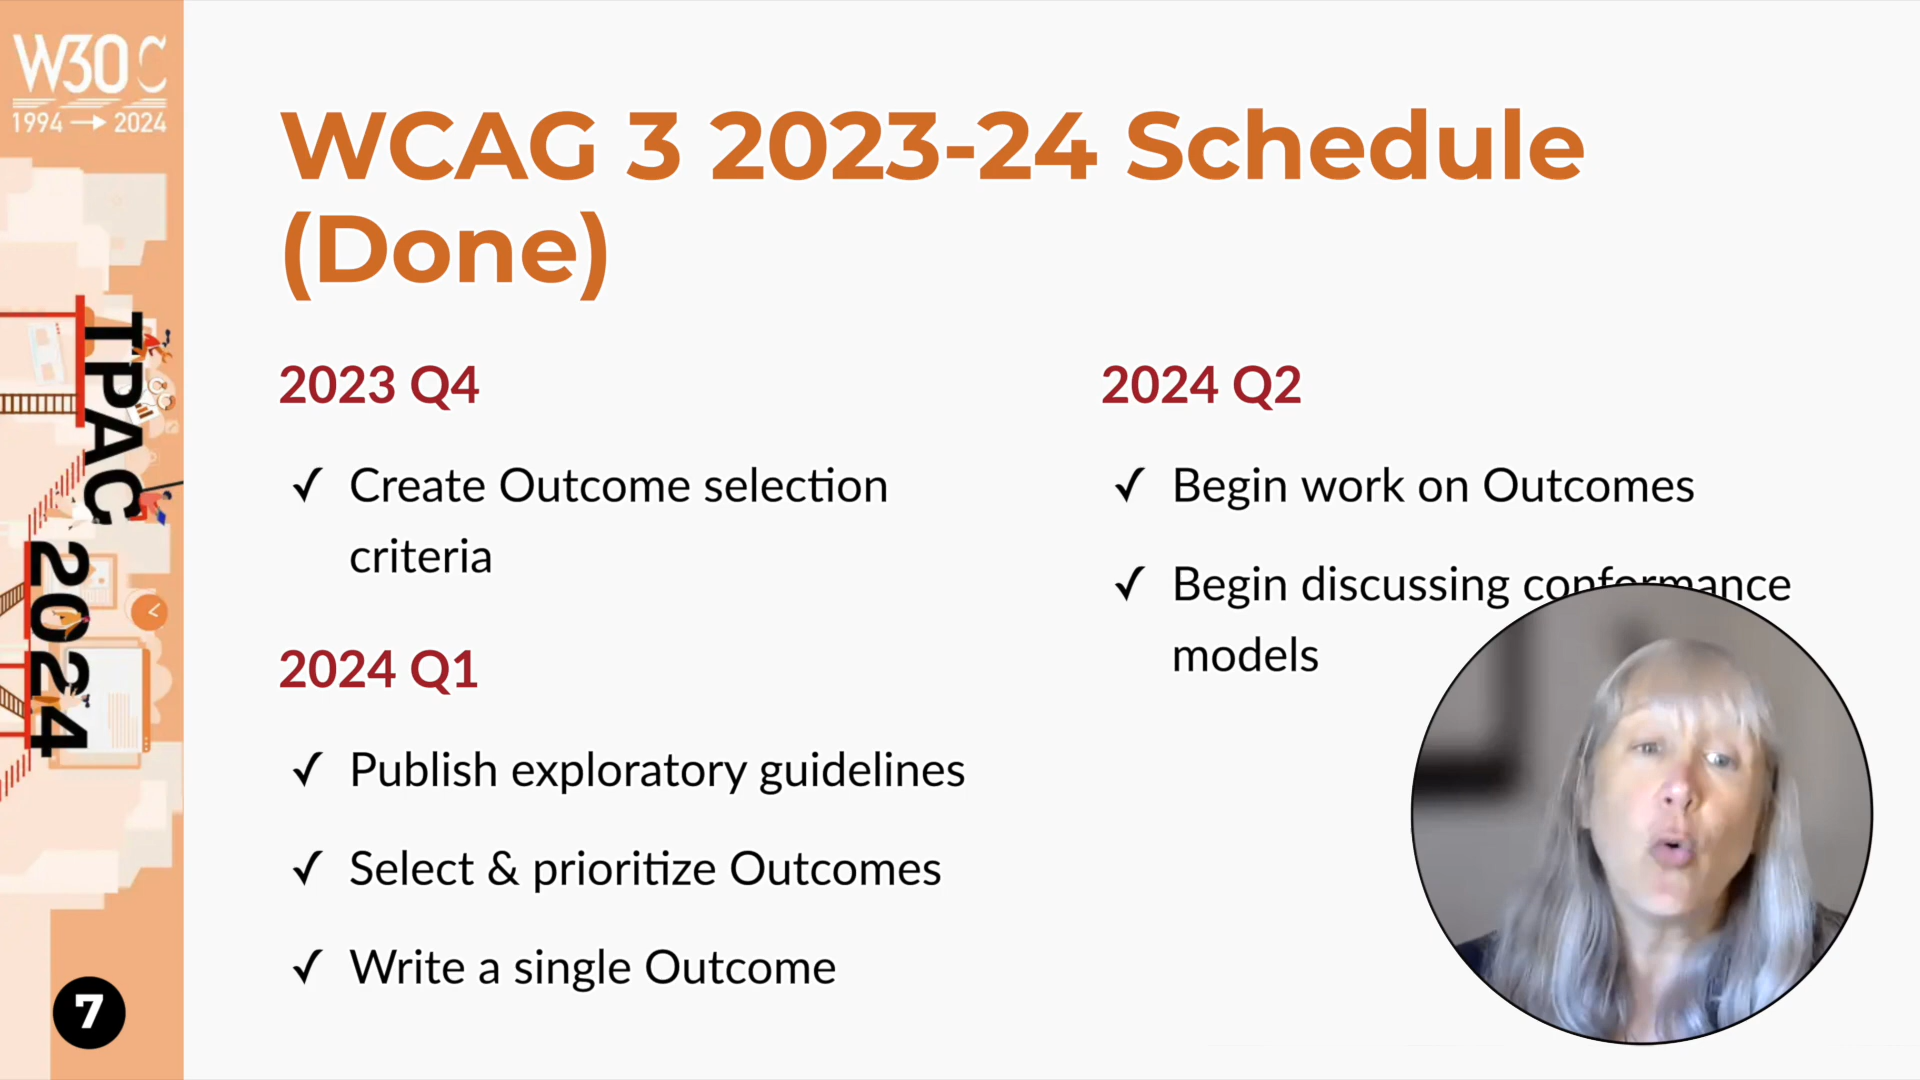 W30C
1994 → 2024
TPAC 2024
7
WCAG 3 2023-24 Schedule
(Done)
2023 Q4
✓ Create Outcome selection
criteria
2024 Q1
✓ Publish exploratory guidelines
✓ Select & prioritize Outcomes
✓ Write a single Outcome
2024 Q2
✓ Begin work on Outcomes
✓ Begin discussing conformance
models